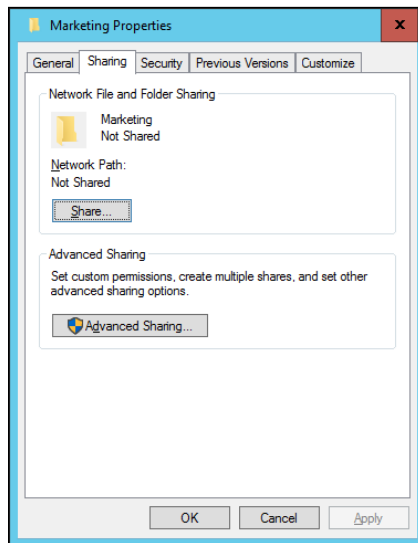 Marketing Properties
x
General Sharing Security Previous Versions Customize
Network File and Folder Sharing
Marketing
Not Shared
Network Path:
Not Shared
Share...
Advanced Sharing
Set custom permissions, create multiple shares, and set other
advanced sharing options.
Advanced Sharing...
OK Cancel Apply